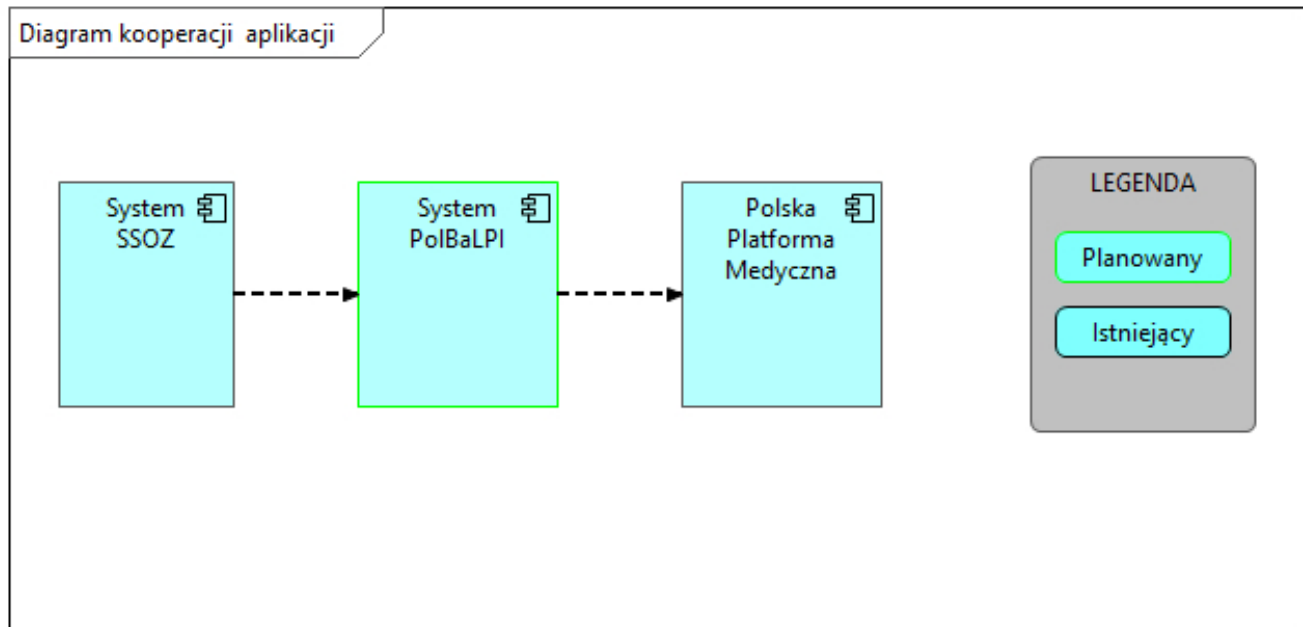 Diagram kooperacji aplikacji
System
SSOZ
System
PolBaLPI
Polska
Platforma
Medyczna
LEGENDA
Planowany
Istniejący